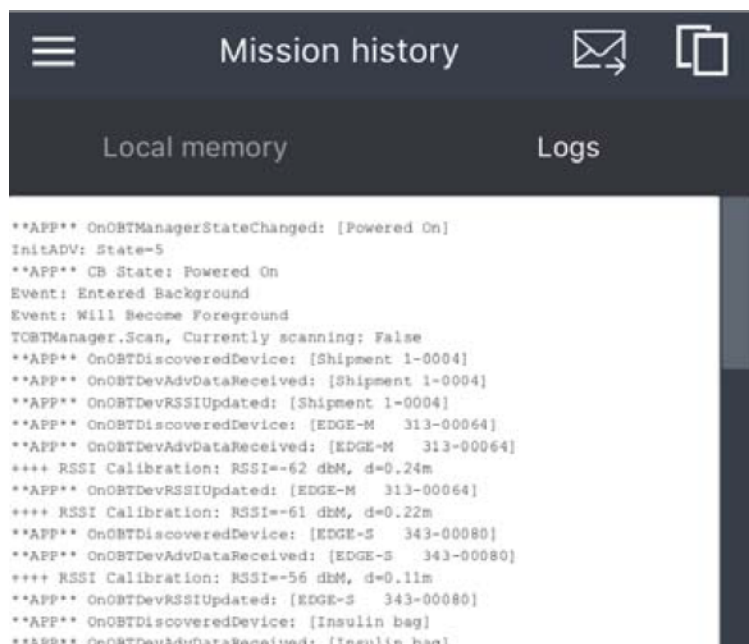 Mission history
Local memory
Logs
**APP** OnOBTManagerStateChanged: [Powered On]
InitADV: State=5
**APP** CB State: Powered On
Event: Entered Background
Event: Will Become Foreground
TOBTManager.Scan, Currently scanning: False
**APP** OnOBTDiscoveredDevice: [Shipment 1-0004]
**APP** OnOBTDevAdvDataReceived: [Shipment 1-0004]
**APP** OnOBTDevRSSIUpdated: [Shipment 1-0004]
**APP** OnOBTDiscoveredDevice: [EDGE-M   313-00064]
**APP** OnOBTDevAdvDataReceived: [EDGE-M   313-00064]
++++ RSSI Calibration: RSSI=-62 dbM, d=0.24m
**APP** OnOBTDevRSSIUpdated: [EDGE-M   313-00064]
++++ RSSI Calibration: RSSI=-61 dbM, d=0.22m
**APP** OnOBTDiscoveredDevice: [EDGE-S   343-00080]
**APP** OnOBTDevAdvDataReceived: [EDGE-S   343-00080]
++++ RSSI Calibration: RSSI=-56 dbM, d=0.11m
**APP** OnOBTDevRSSIUpdated: [EDGE-S   343-00080]
**APP** OnOBTDiscoveredDevice: [Insulin bag]
**APP** OnOBTDevAdvDataReceived: [Insulin bag]